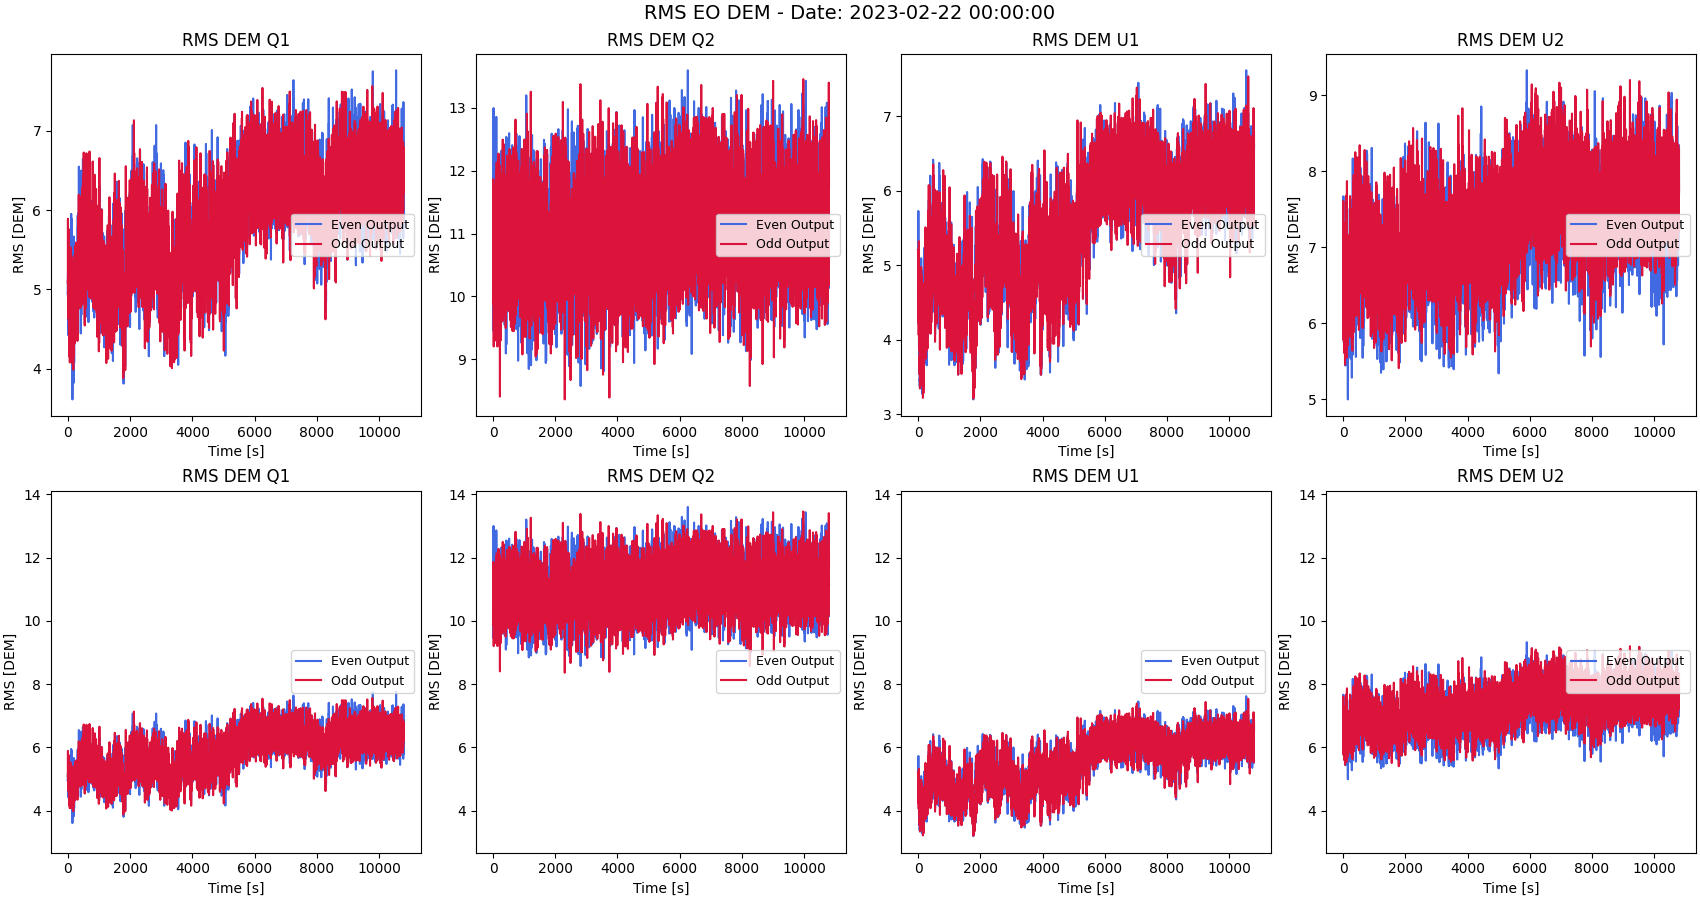 RMS EO DEM - Date: 2023-02-22 00:00:00
RMS DEM Q1
RMS [DEM]
7
6
5
4
Even Output
Odd Output
0 2000 4000 6000 8000 10000
Time [s]
RMS DEM Q2
RMS [DEM]
13
12
11
10
9
Even Output
Odd Output
0 2000 4000 6000 8000 10000
Time [s]
RMS DEM U1
RMS [DEM]
7
6
5
4
3
Even Output
Odd Output
0 2000 4000 6000 8000 10000
Time [s]
RMS DEM U2
RMS [DEM]
9
8
7
6
5
Even Output
Odd Output
0 2000 4000 6000 8000 10000
Time [s]
RMS DEM Q1
RMS [DEM]
14
12
10
8
6
4
Even Output
Odd Output
0 2000 4000 6000 8000 10000
Time [s]
RMS DEM Q2
RMS [DEM]
14
12
10
8
6
4
Even Output
Odd Output
0 2000 4000 6000 8000 10000
Time [s]
RMS DEM U1
RMS [DEM]
14
12
10
8
6
4
Even Output
Odd Output
0 2000 4000 6000 8000 10000
Time [s]
RMS DEM U2
RMS [DEM]
14
12
10
8
6
4
Even Output
Odd Output
0 2000 4000 6000 8000 10000
Time [s]